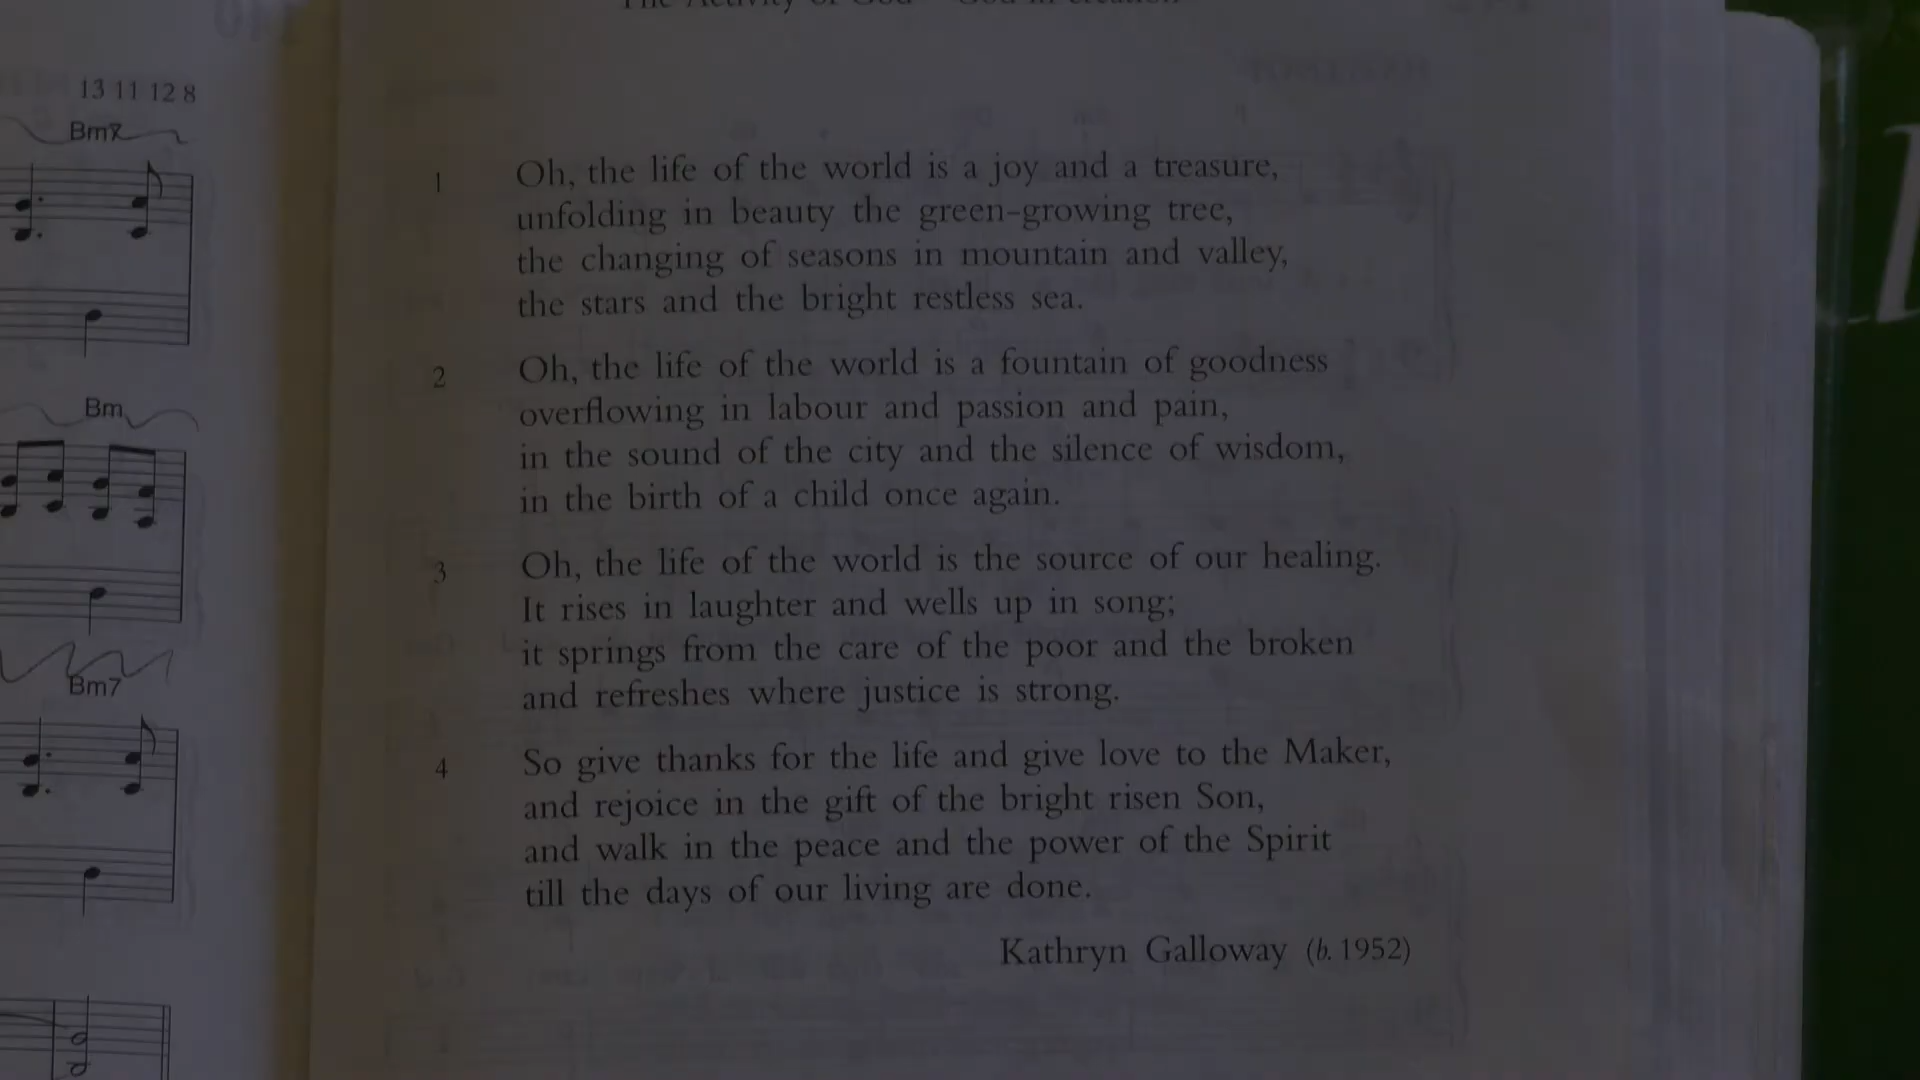 The Activity of God God in creation
13 11 12 8
Bm7
Bm
Bm7
1 Oh, the life of the world is a joy and a treasure,
unfolding in beauty the green-growing tree,
the changing of seasons in mountain and valley,
the stars and the bright restless sea.
2 Oh, the life of the world is a fountain of goodness
overflowing in labour and passion and pain,
in the sound of the city and the silence of wisdom,
in the birth of a child once again.
3 Oh, the life of the world is the source of our healing.
It rises in laughter and wells up in song;
it springs from the care of the poor and the broken
and refreshes where justice is strong.
4 So give thanks for the life and give love to the Maker,
and rejoice in the gift of the bright risen Son,
and walk in the peace and the power of the Spirit
till the days of our living are done.
Kathryn Galloway (b. 1952)